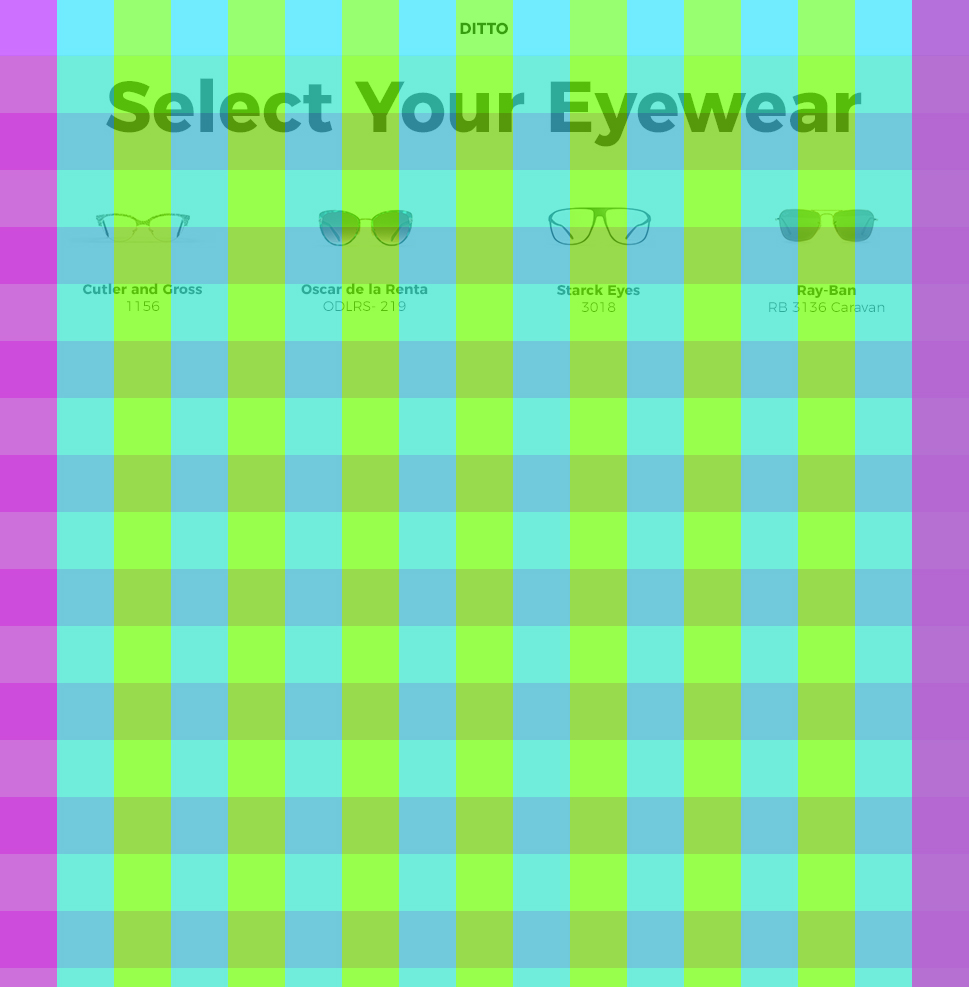 DITTO
Select Your Eyewear
Cutler and Gross
1156
Oscar de la Renta
ODLRS- 219
Starck Eyes
3018
Ray-Ban
RB 3136 Caravan